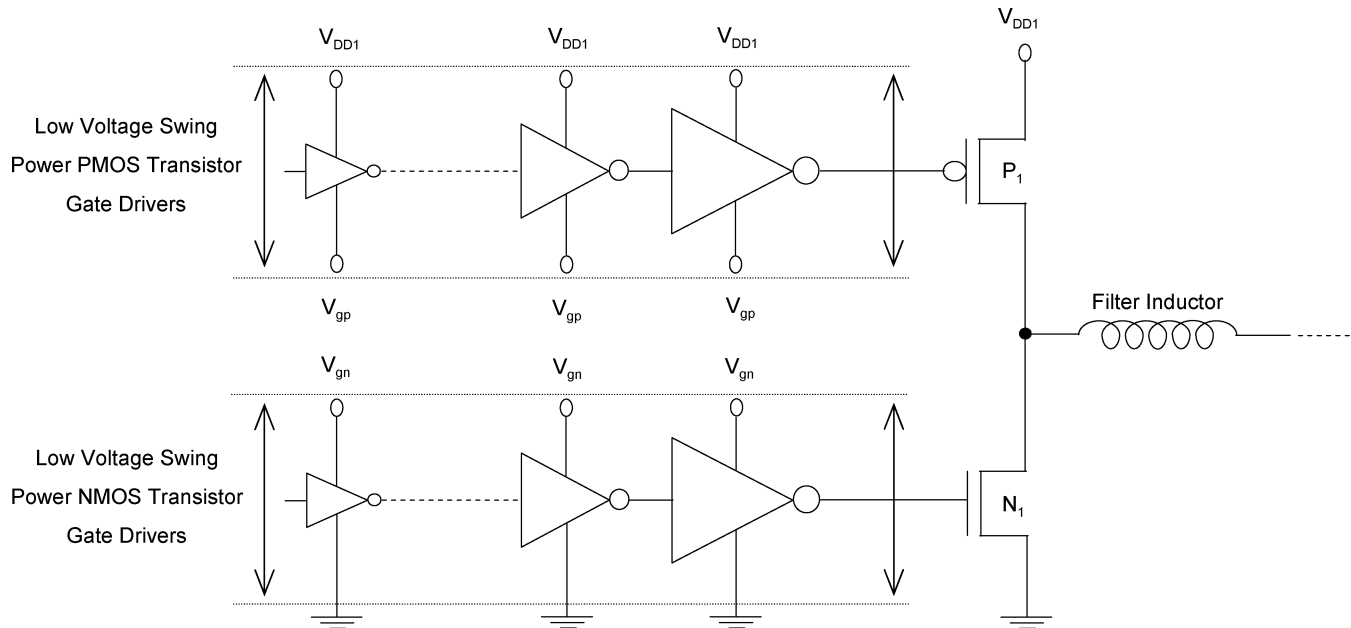 V_DD1 V_DD1 V_DD1 V_DD1
Low Voltage Swing
Power PMOS Transistor
Gate Drivers
P_1
V_gp V_gp V_gp
Filter Inductor
V_gn V_gn V_gn
Low Voltage Swing
Power NMOS Transistor
Gate Drivers
N_1